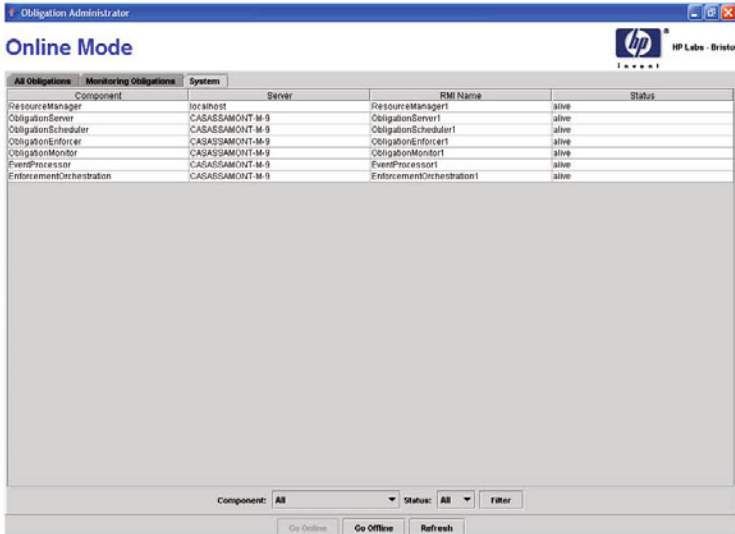 Obligation Administrator
Online Mode
hp
invent
HP Labs - Bristol
All Obligations Monitoring Obligations System
Component Server RMI Name Status
ResourceManager localhost ResourceManager1 alive
ObligationServer CASASSAMONT-M-9 ObligationServer1 alive
ObligationScheduler CASASSAMONT-M-9 ObligationScheduler1 alive
ObligationEnforcer CASASSAMONT-M-9 ObligationEnforcer1 alive
ObligationMonitor CASASSAMONT-M-9 ObligationMonitor1 alive
EventProcessor CASASSAMONT-M-9 EventProcessor1 alive
EnforcementOrchestration CASASSAMONT-M-9 EnforcementOrchestration1 alive
Component: All Status: All Filter
Go Online Go Offline Refresh